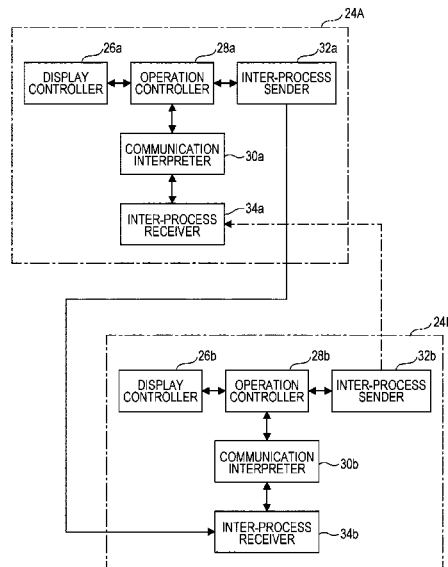 24A
26a
28a
32a
DISPLAY
CONTROLLER
OPERATION
CONTROLLER
INTER-PROCESS
SENDER
COMMUNICATION
INTERPRETER
30a
34a
INTER-PROCESS
RECEIVER
26b
28b
32b
DISPLAY
CONTROLLER
OPERATION
CONTROLLER
INTER-PROCESS
SENDER
COMMUNICATION
INTERPRETER
30b
INTER-PROCESS
RECEIVER
34b